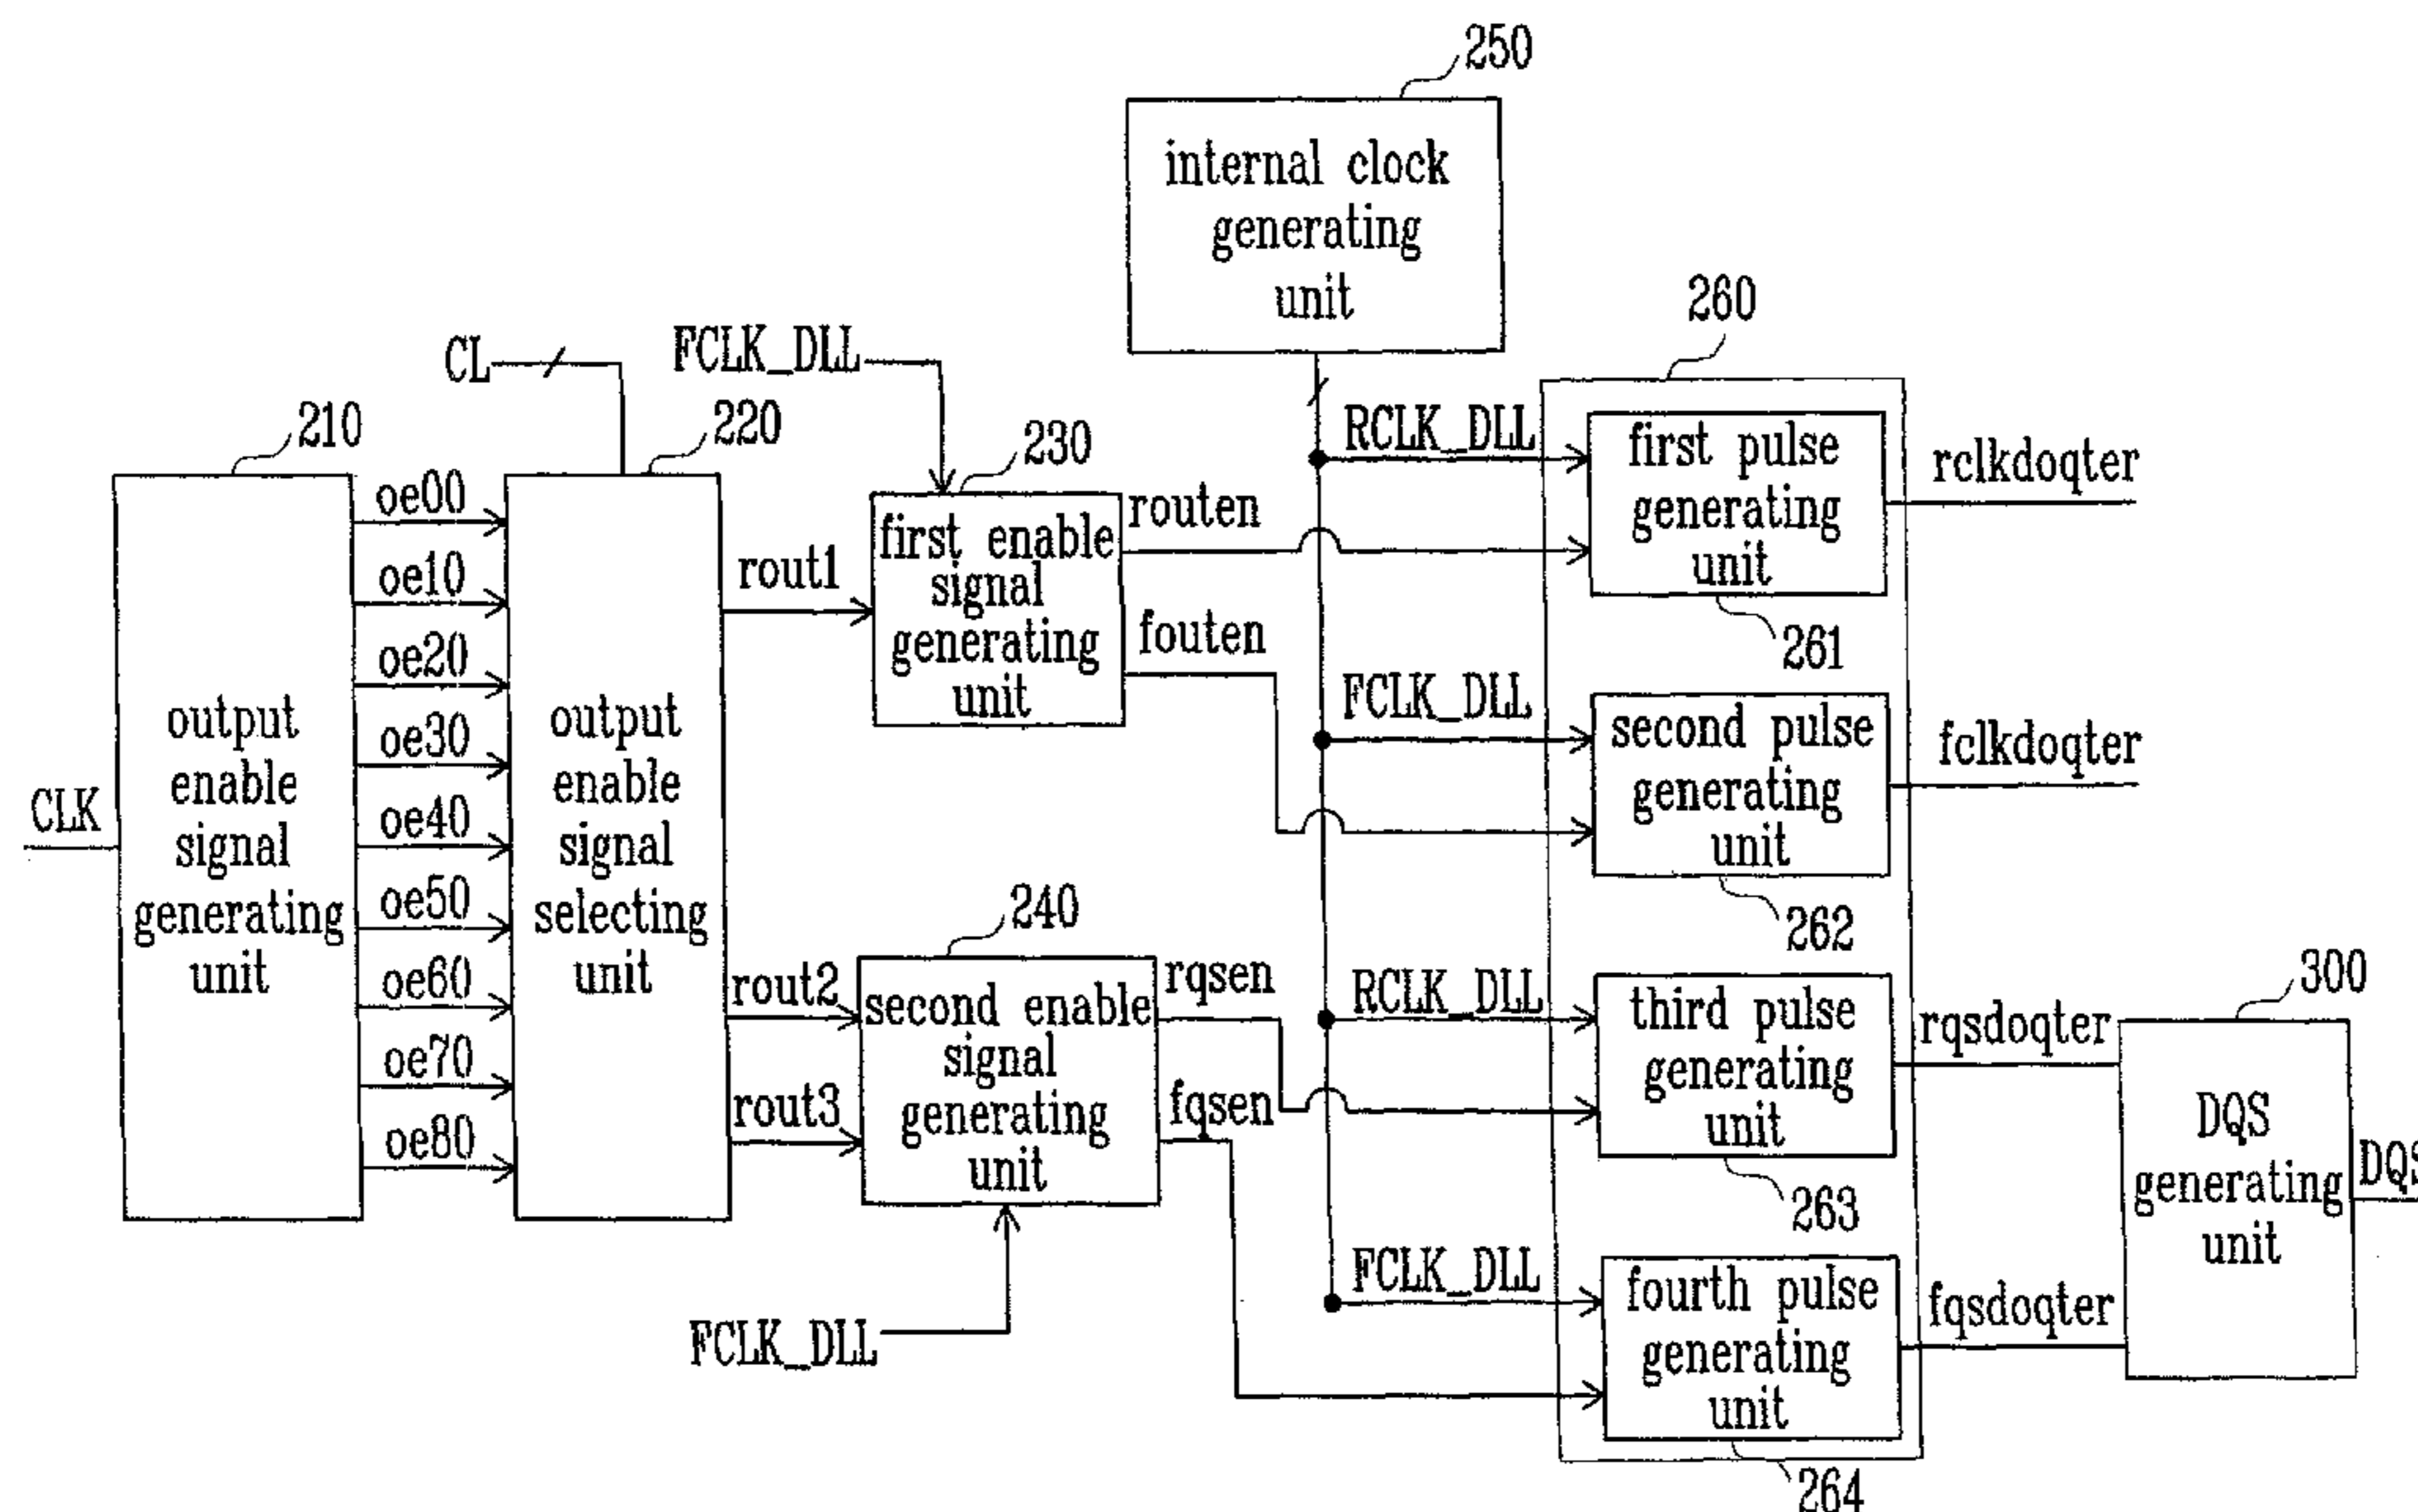 250
internal clock
generating
unit
260
CL
FCLK_DLL
210
220
230
RCLK_DLL
first pulse
generating
unit
rclkdoqter
261
oe00
oe10
oe20
oe30
oe40
oe50
oe60
oe70
oe80
CLK
output
enable
signal
generating
unit
output
enable
signal
selecting
unit
rout1
first enable
signal
generating
unit
routen
fouten
FCLK_DLL
second pulse
generating
unit
fclkdoqter
262
240
rout2
rout3
second enable
signal
generating
unit
rqsen
fqsen
FCLK_DLL
RCLK_DLL
third pulse
generating
unit
rqsdoqter
263
300
DQS
generating
unit
DQS
FCLK_DLL
fourth pulse
generating
unit
fqsdoqter
264